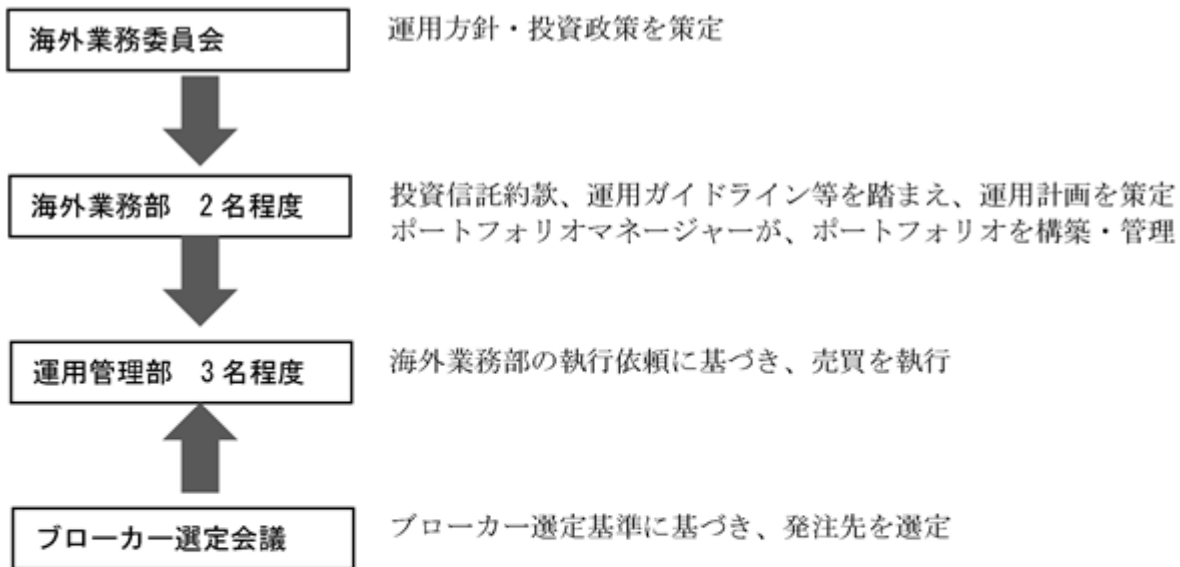 海外業務委員会
運用方針・投資政策を策定
海外業務部 2名程度
投資信託約款、運用ガイドライン等を踏まえ、運用計画を策定
ポートフォリオマネージャーが、ポートフォリオを構築・管理
運用管理部 3名程度
海外業務部の執行依頼に基づき、売買を執行
ブローカー選定会議
ブローカー選定基準に基づき、発注先を選定